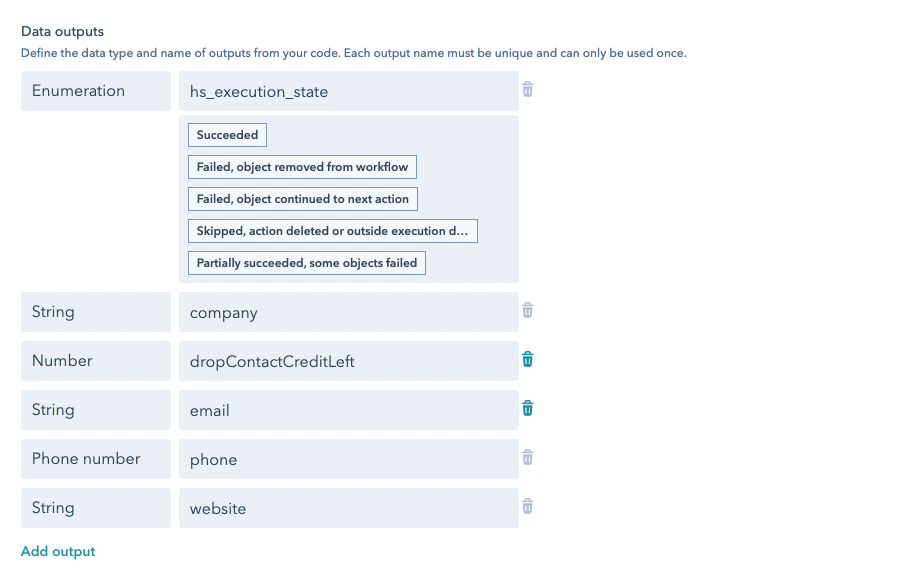 Data outputs
Define the data type and name of outputs from your code. Each output name must be unique and can only be used once.
Enumeration hs_execution_state
Succeeded
Failed, object removed from workflow
Failed, object continued to next action
Skipped, action deleted or outside execution d...
Partially succeeded, some objects failed
String company
Number dropContactCreditLeft
String email
Phone number phone
String website
Add output